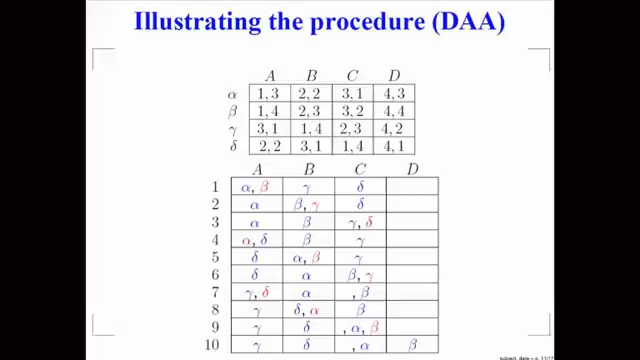 Illustrating the procedure (DAA)
A B C D
α 1, 3 2, 2 3, 1 4, 3
β 1, 4 2, 3 3, 2 4, 4
γ 3, 1 1, 4 2, 3 4, 2
δ 2, 2 3, 1 1, 4 4, 1
A B C D
1 α, β γ δ
2 α β, γ δ
3 α β γ, δ
4 α, δ β γ
5 δ α, β γ
6 δ α β, γ
7 γ, δ α , β
8 γ δ, α β
9 γ δ , α, β
10 γ δ , α β